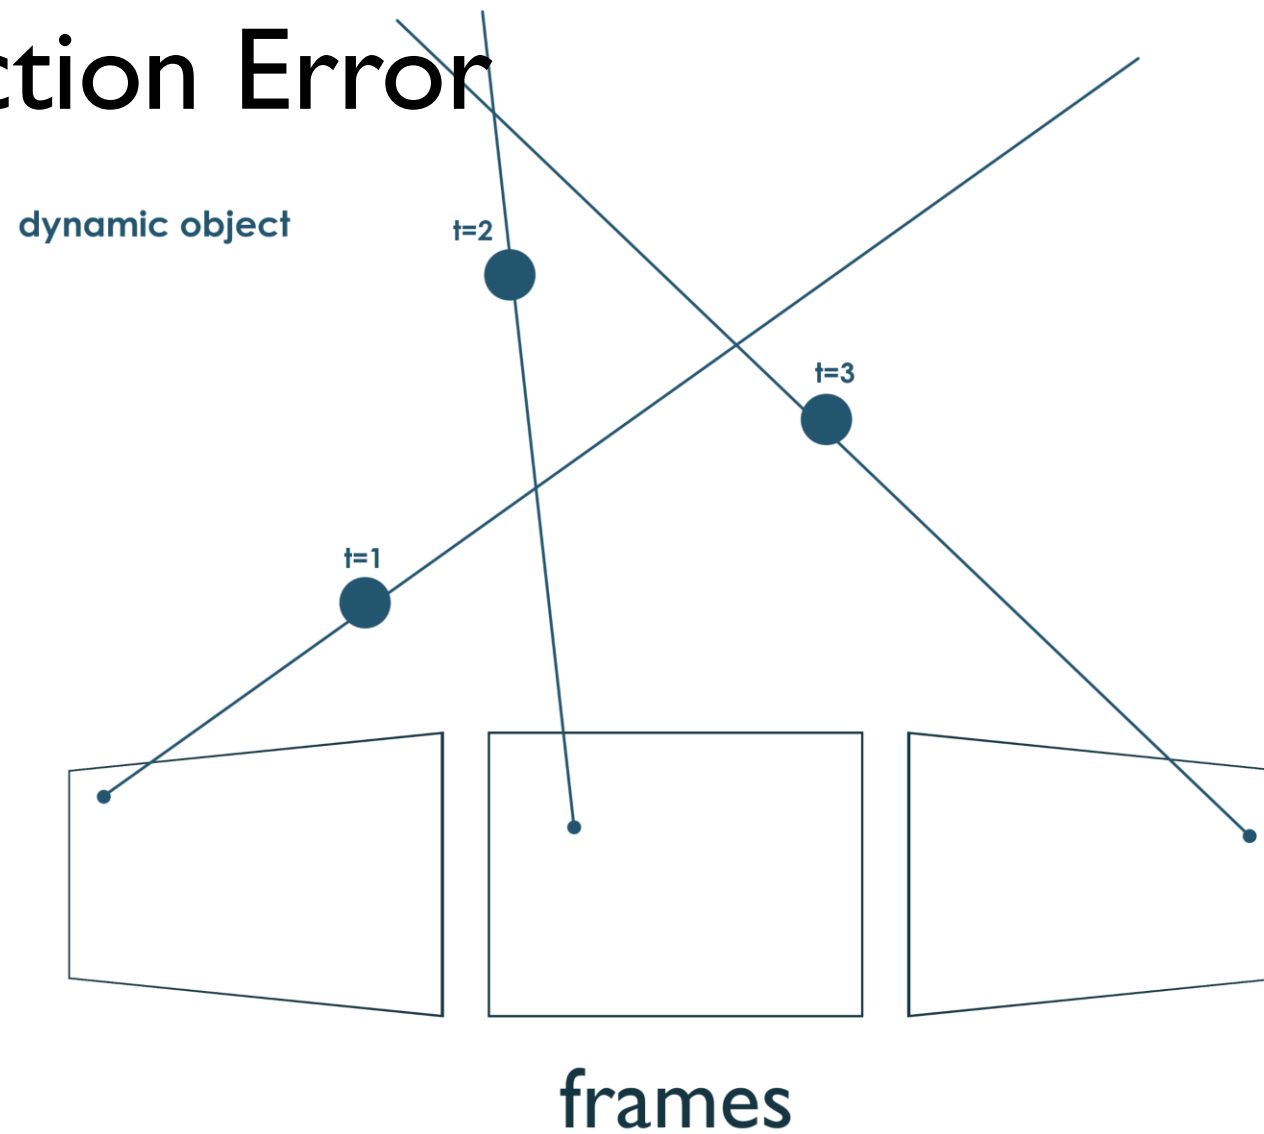 ction Error
dynamic object
t=2
t=3
t=1
frames